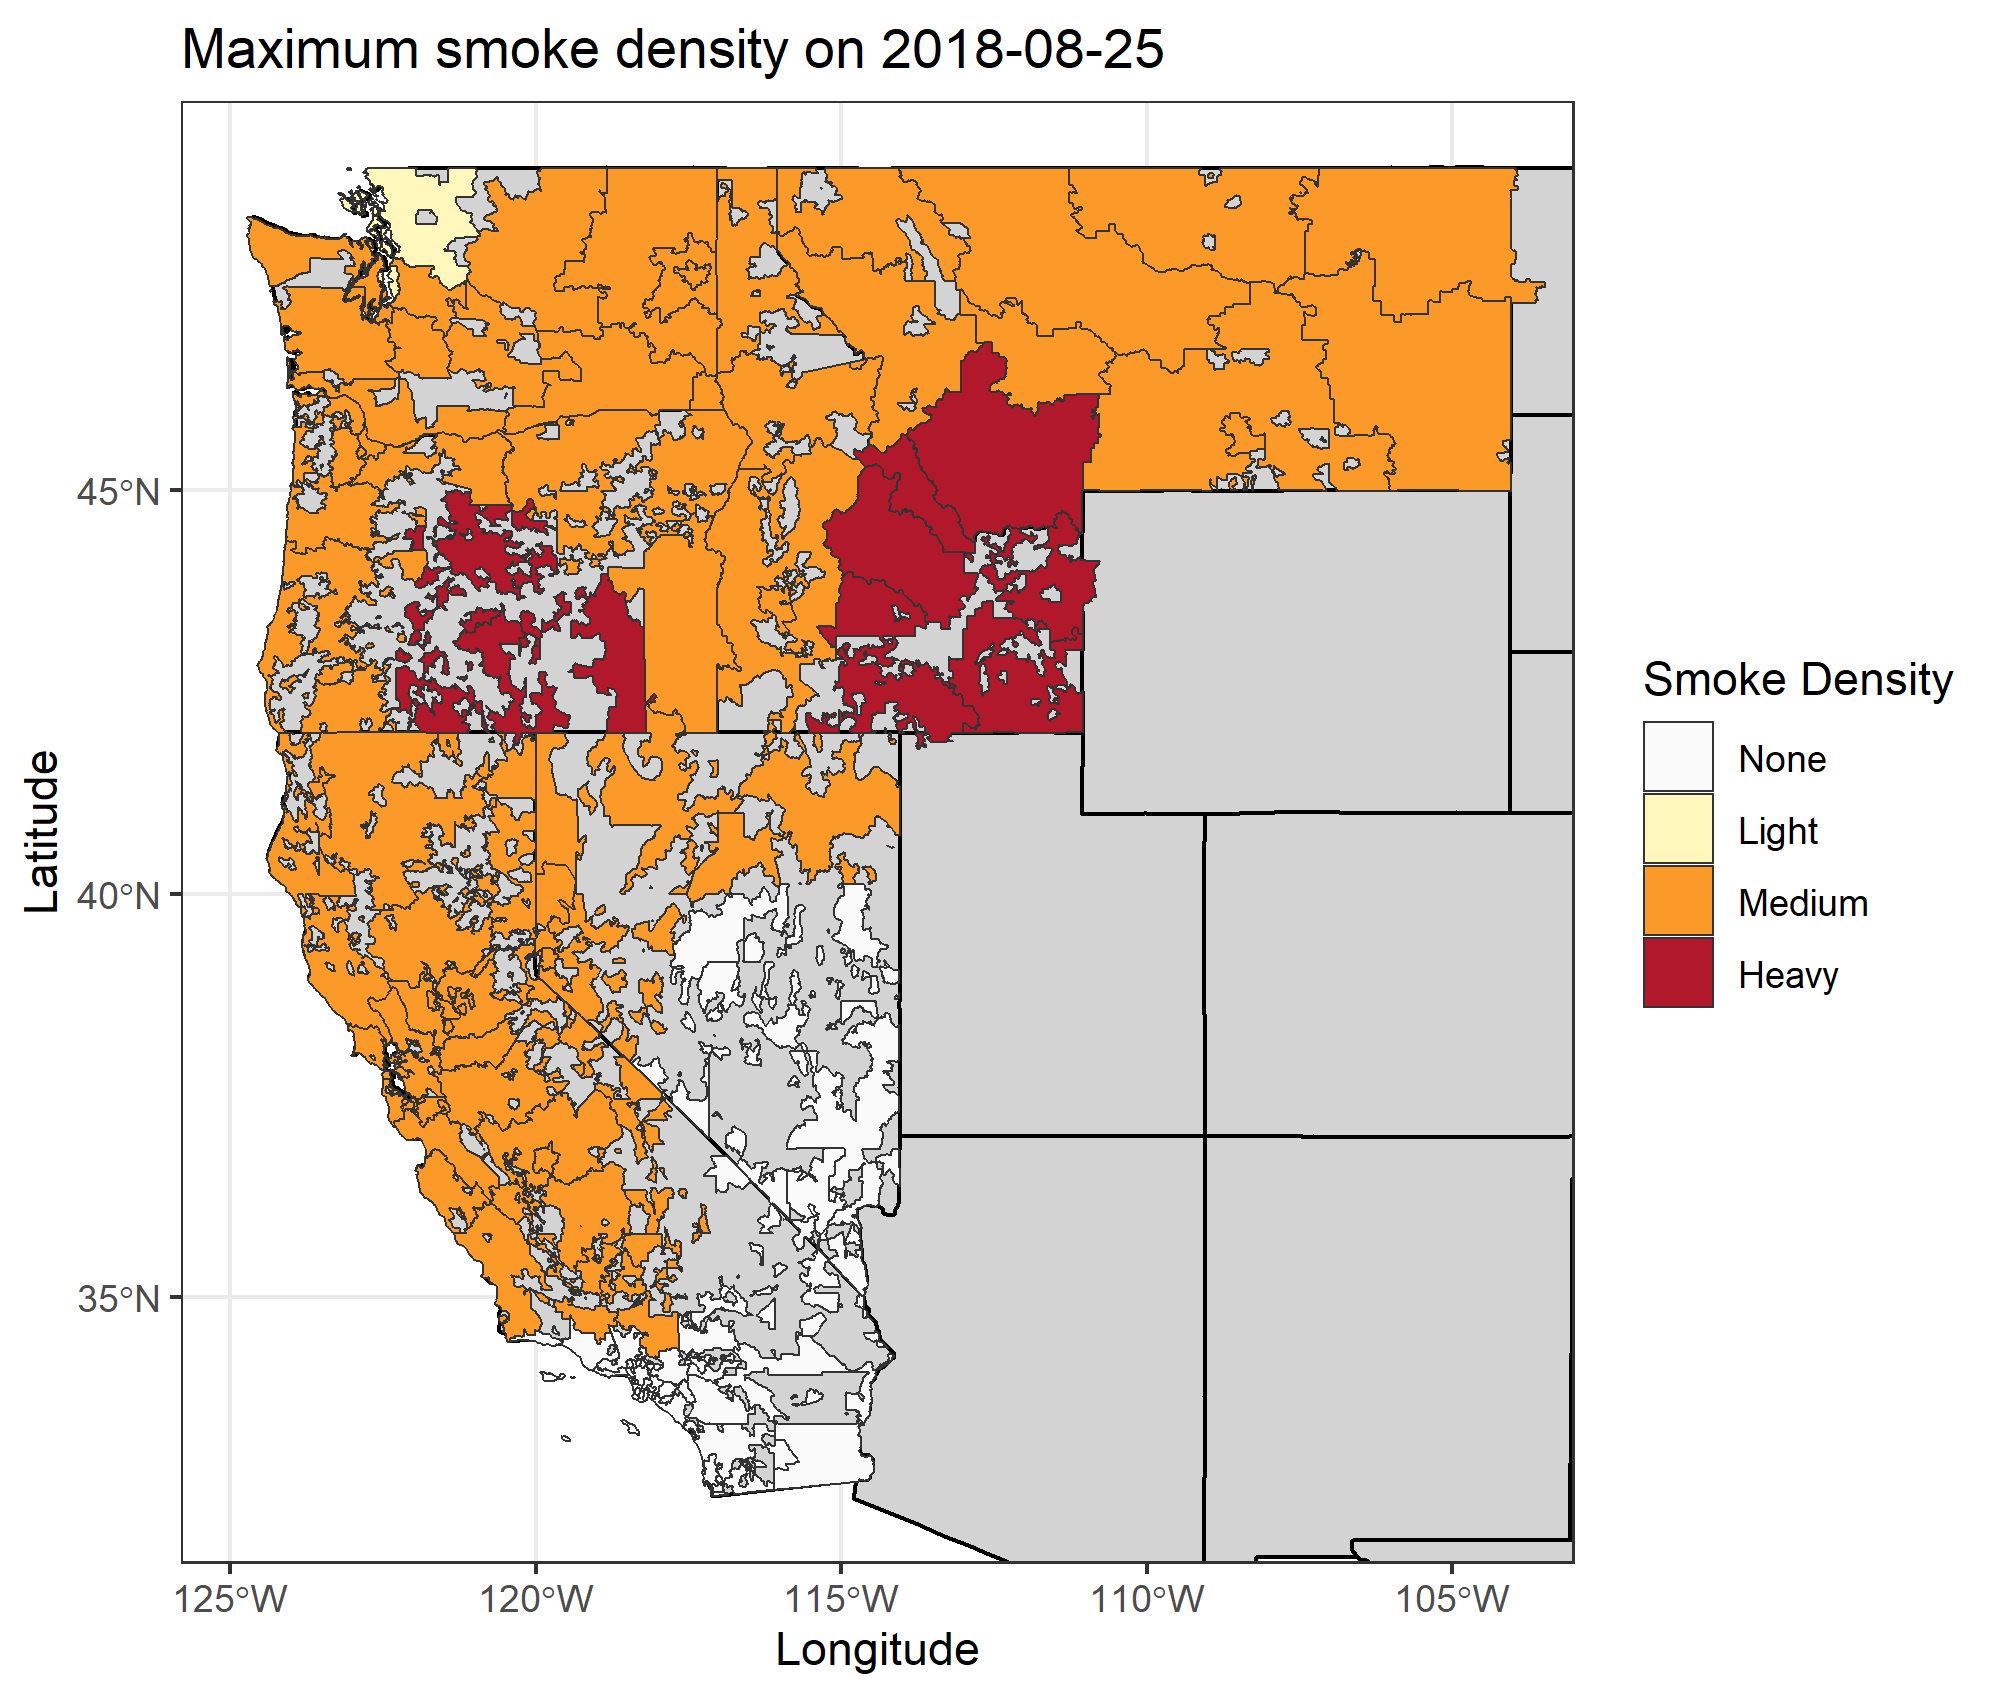 Maximum smoke density on 2018-08-25
45°N
40°N
35°N
Latitude
125°W
120°W
115°W
110°W
105°W
Longitude
Smoke Density
None
Light
Medium
Heavy